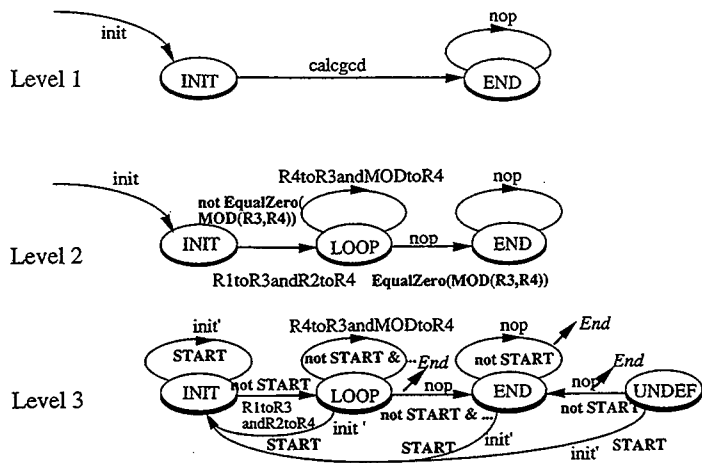 init
calcgcd
nop
Level 1
INIT
END
R4toR3andMODtoR4
nop
init
not EqualZero(
MOD(R3,R4))
Level 2
INIT
LOOP
nop
END
R1toR3andR2toR4
EqualZero(MOD(R3,R4))
init'
R4toR3andMODtoR4
nop
End
START
not START & ...
End
not START
End
Level 3
INIT
not START
LOOP
nop
END
nop
UNDEF
R1toR3
andR2toR4
init '
not START & ...
not START
START
START
init'
init'
START